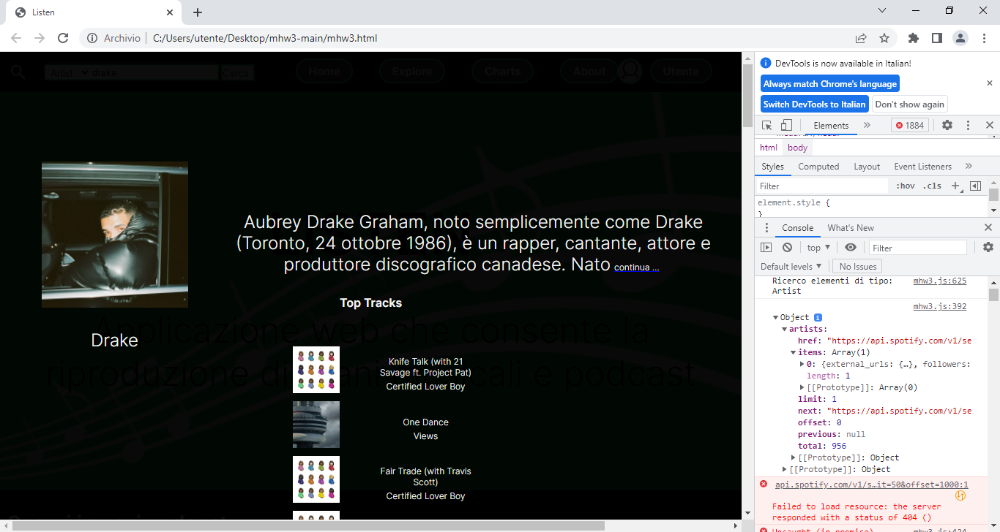 Listen
Archivio
C:/Users/utente/Desktop/mhw3-main/mhw3.html
Artist
drake
Cerca
Home
Explore
Charts
About
Utente
Aubrey Drake Graham, noto semplicemente come Drake
(Toronto, 24 ottobre 1986), è un rapper, cantante, attore e
produttore discografico canadese. Nato continua ...
Top Tracks
Applicazione web che consente la
Drake
riproduzione di brani e podcast
Knife Talk (with 21
Savage ft. Project Pat)
Certified Lover Boy
One Dance
Views
Fair Trade (with Travis
Scott)
Certified Lover Boy
DevTools is now available in Italian!
Always match Chrome's language
Switch DevTools to Italian
Don't show again
Elements
1884
html
body
Styles
Computed
Layout
Event Listeners
Filter
:hov
.cls
element.style {
}
Console
What's New
top
Filter
Default levels
No Issues
Ricerco elementi di tipo: mhw3.js:625
Artist
mhw3.js:392
Object
artists:
href: "https://api.spotify.com/v1/se
items: Array(1)
0: {external_urls: {…}, followers:
length: 1
[[Prototype]]: Array(0)
limit: 1
next: "https://api.spotify.com/v1/se
offset: 0
previous: null
total: 956
[[Prototype]]: Object
[[Prototype]]: Object
api.spotify.com/v1/s…it=50&offset=1000:1
Failed to load resource: the server
responded with a status of 404 ()
Uncaught (in promise) mhw3.js:424